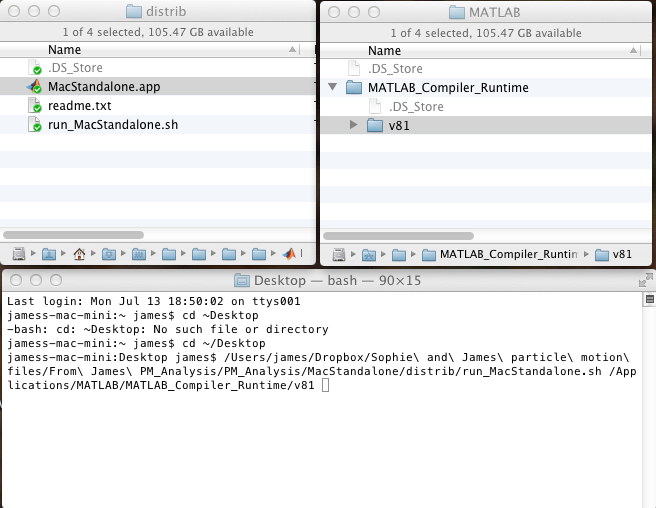 distrib
1 of 4 selected, 105.47 GB available
Name
.DS_Store
MacStandalone.app
readme.txt
run_MacStandalone.sh
MATLAB
1 of 4 selected, 105.47 GB available
Name
.DS_Store
MATLAB_Compiler_Runtime
.DS_Store
v81
MATLAB_Compiler_Runtin
v81
Desktop — bash — 90×15
Last login: Mon Jul 13 18:50:02 on ttys001
jamess-mac-mini:~ james$ cd ~Desktop
-bash: cd: ~Desktop: No such file or directory
jamess-mac-mini:~ james$ cd ~/Desktop
jamess-mac-mini:Desktop james$ /Users/james/Dropbox/Sophie\ and\ James\ particle\ motion\
files/From\ James\ PM_Analysis/PM_Analysis/MacStandalone/distrib/run_MacStandalone.sh /App
lications/MATLAB/MATLAB_Compiler_Runtime/v81